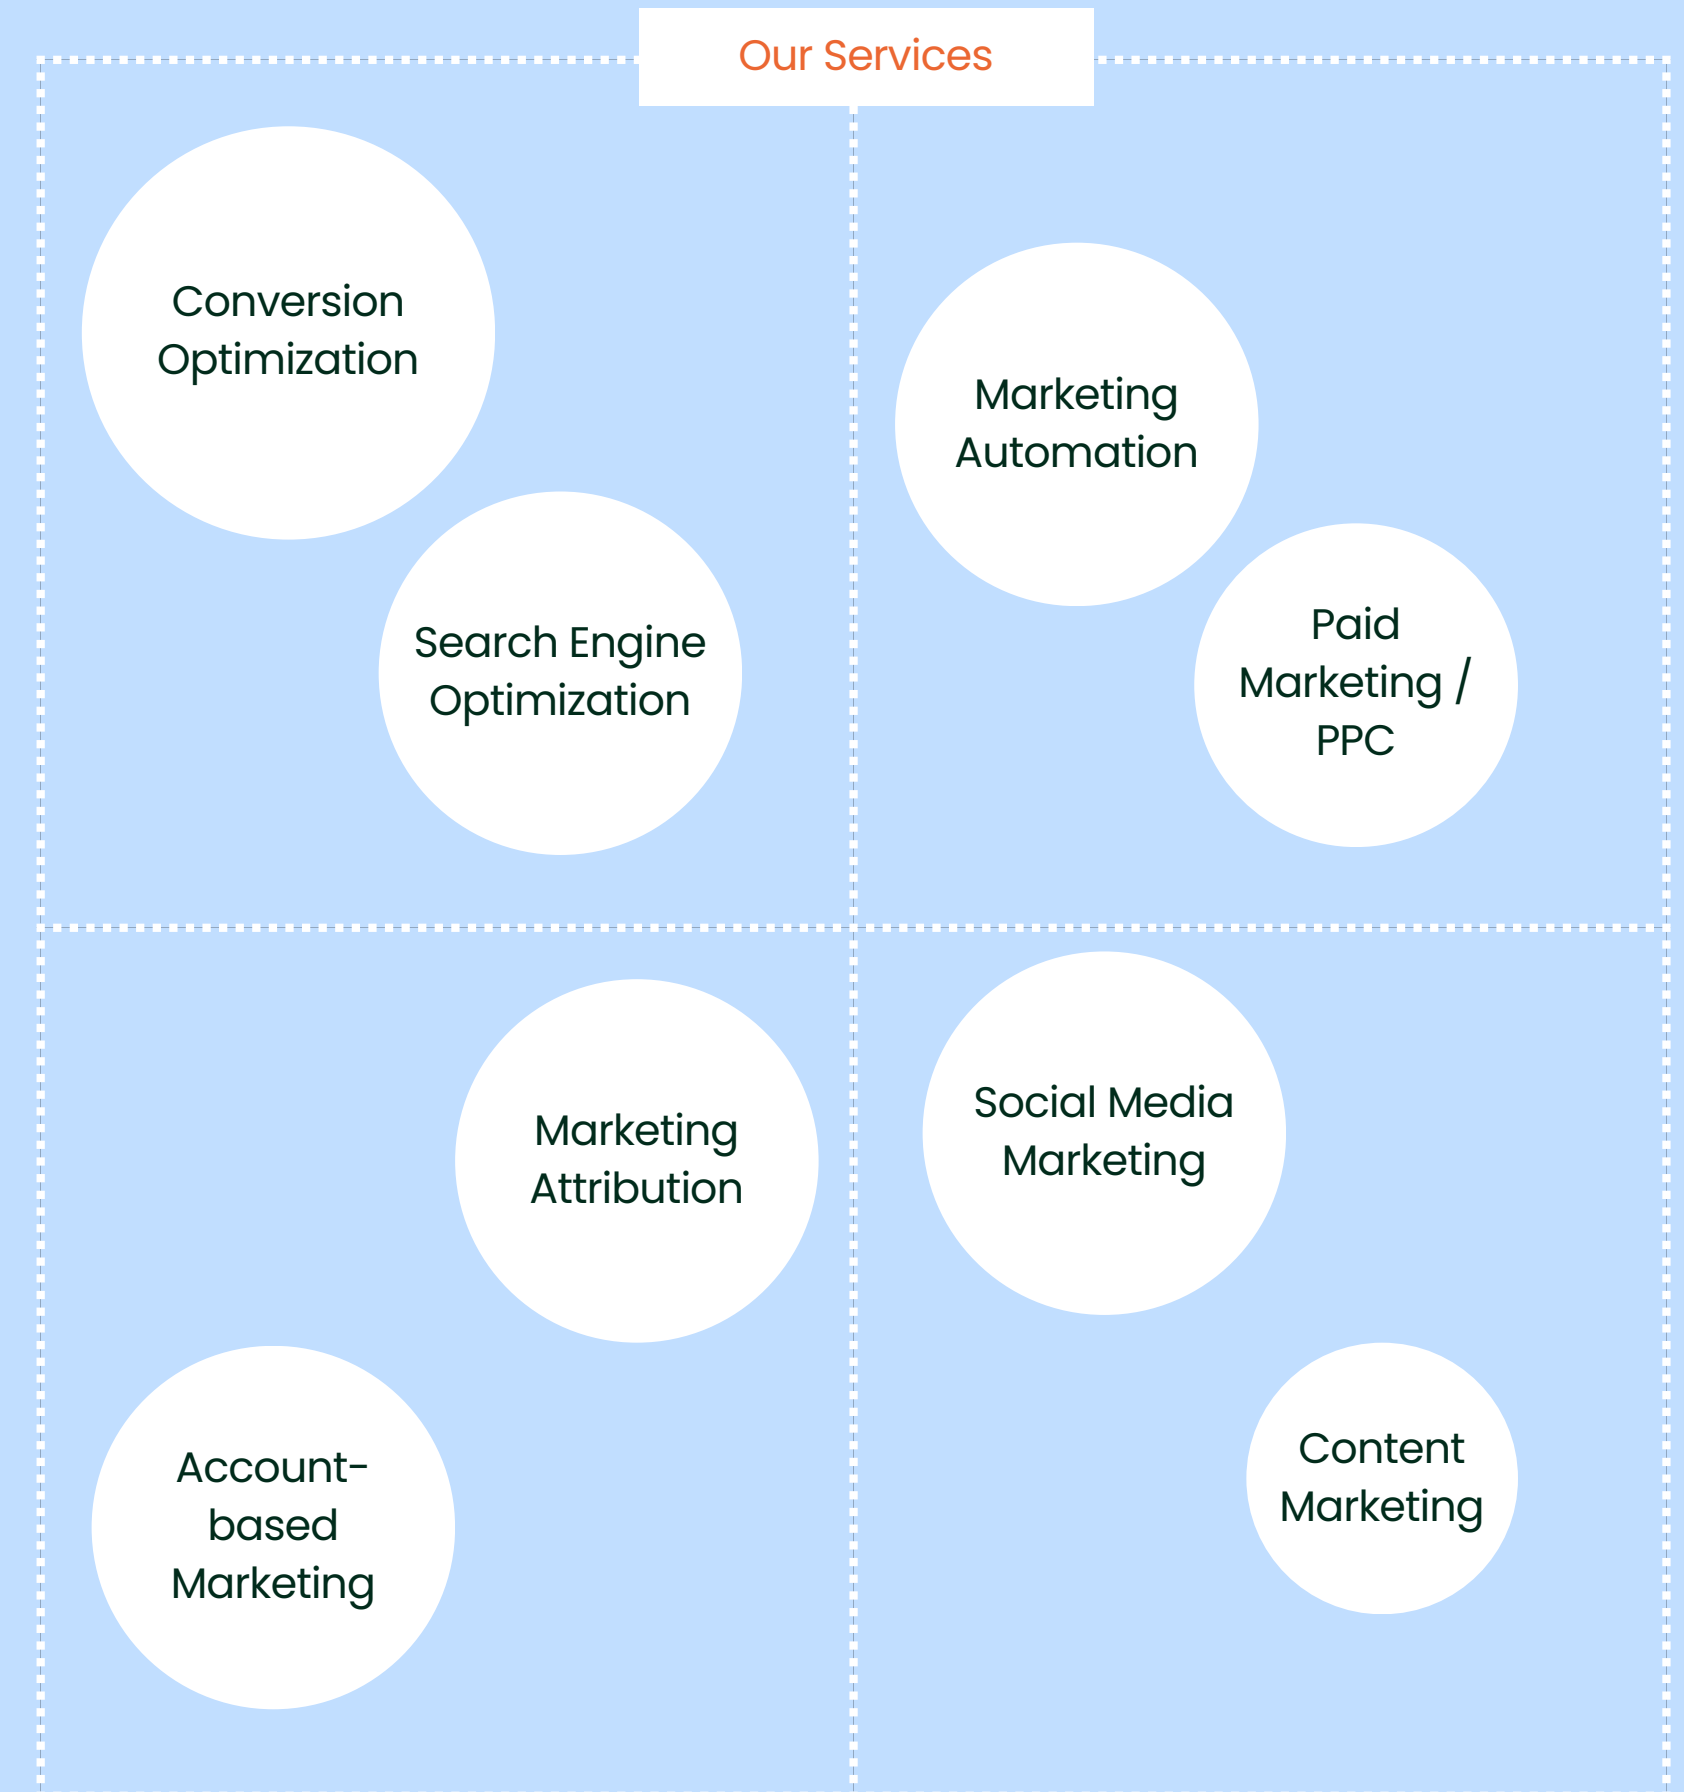 Our Services
Conversion
Optimization
Search Engine
Optimization
Marketing
Automation
Paid
Marketing /
PPC
Marketing
Attribution
Account-
based
Marketing
Social Media
Marketing
Content
Marketing